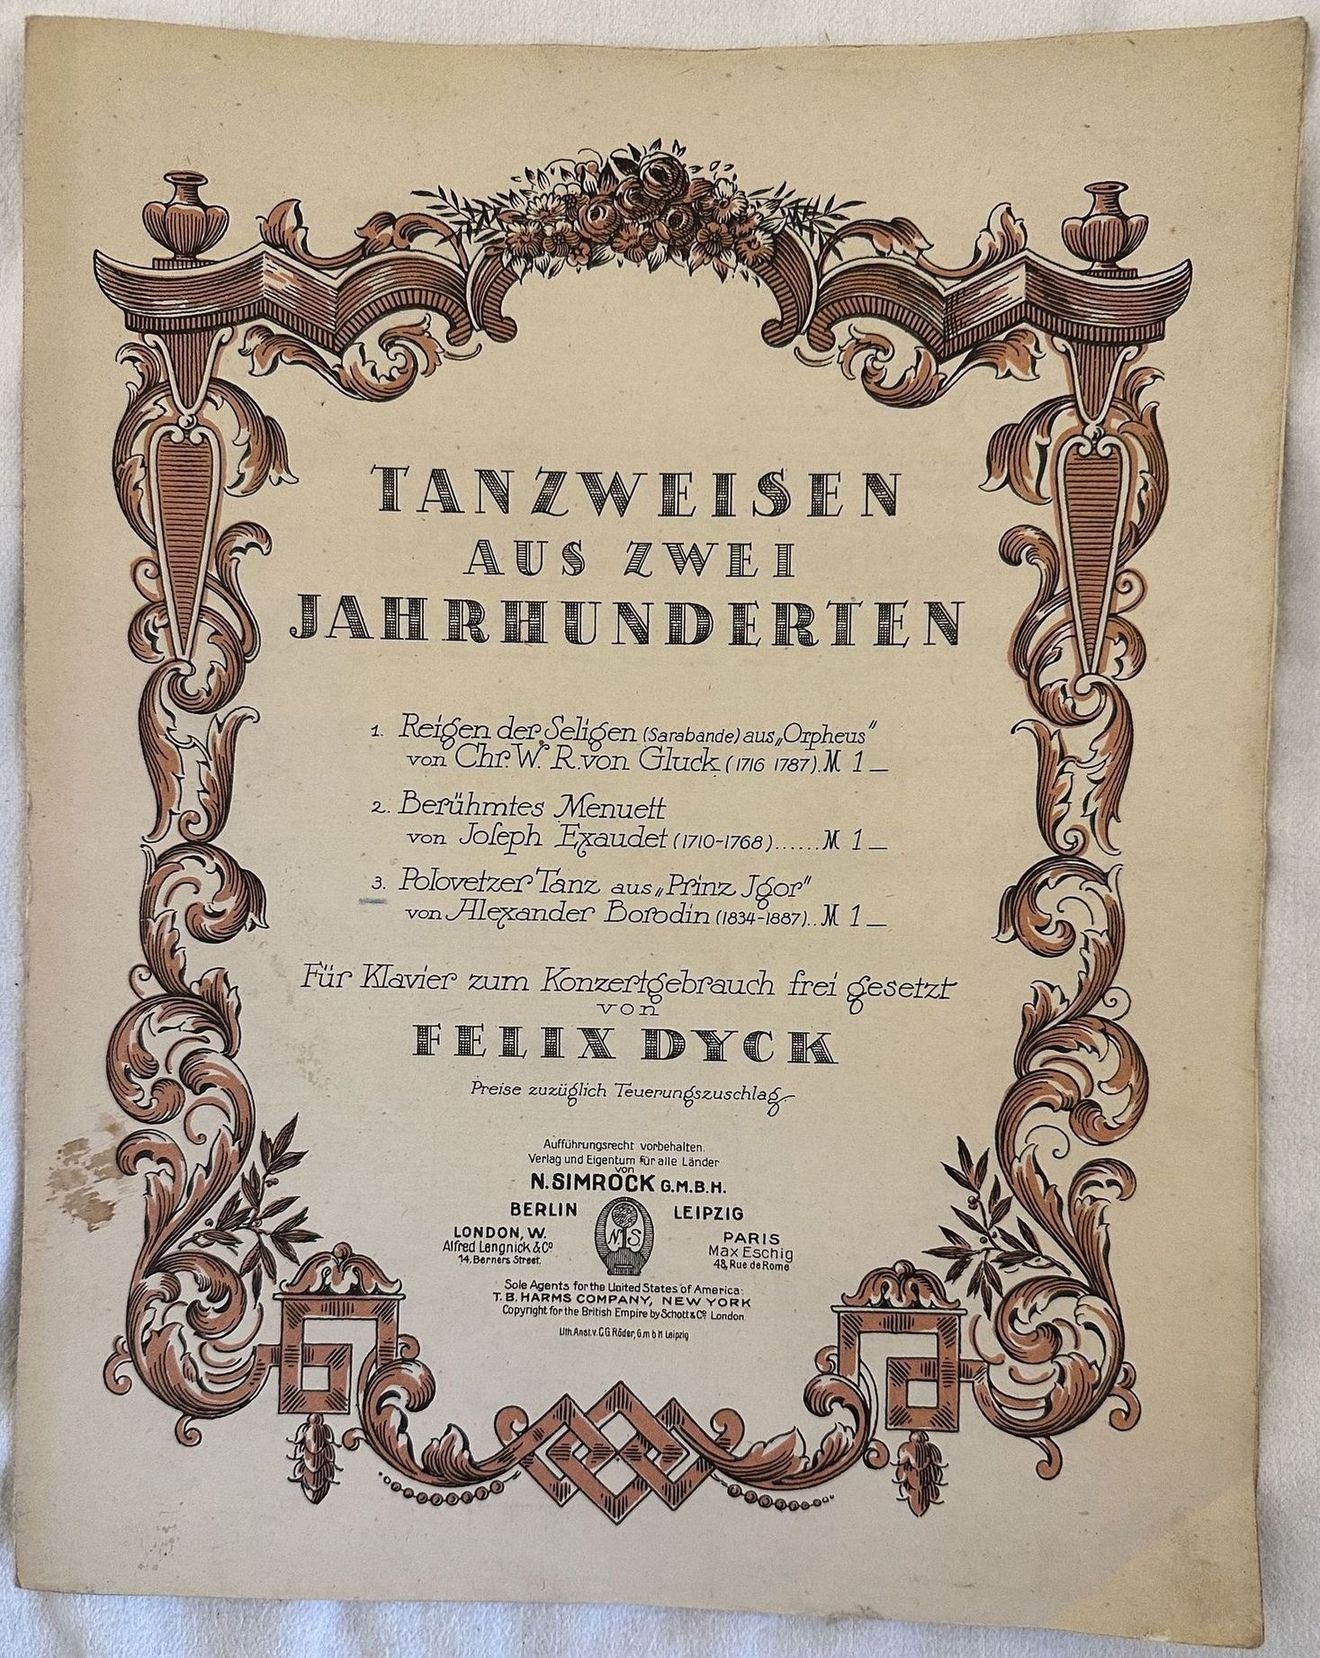 TANZWEISEN
AUS ZWEI
JAHRHUNDERTEN
1. Reigen der Seligen (Sarabande) aus „Orpheus"
von Chr. W. R. von Gluck (1716 1787). M 1_
2. Berühmtes Menuett
von Joſeph Exaudet (1710-1768)...... M 1_
3. Polovetzer Tanz aus „Prinz Jgor"
von Alexander Borodin (1834-1887).. M 1_
Für Klavier zum Konzertgebrauch frei gesetzt
von
FELIX DYCK
Preise zuzüglich Teuerungszuschlag.
Aufführungsrecht vorbehalten.
Verlag und Eigentum für alle Länder
von
N. SIMROCK G.M.B.H.
BERLIN LEIPZIG
N S
LONDON, W. PARIS
Alfred Lengnick & Co Max Eschig
14, Berners Street. 48, Rue de Rome
Sole Agents for the United States of America:
T. B. HARMS COMPANY, NEW YORK
Copyright for the British Empire by Schott & Co London
Lith. Anst. v. C.G. Röder, G.m.b.H. Leipzig